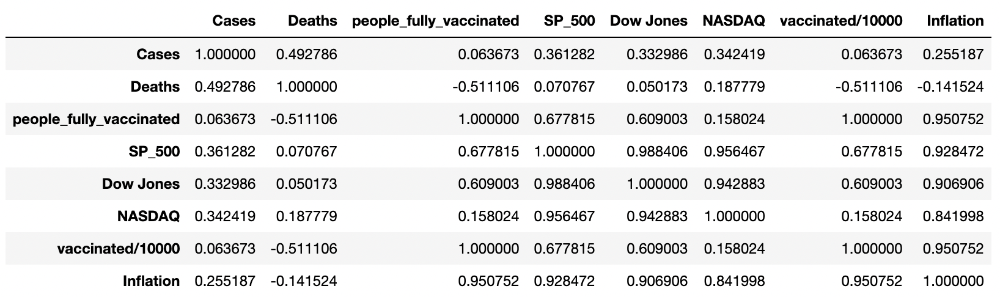 Cases Deaths people_fully_vaccinated SP_500 Dow Jones NASDAQ vaccinated/10000 Inflation
Cases 1.000000 0.492786 0.063673 0.361282 0.332986 0.342419 0.063673 0.255187
Deaths 0.492786 1.000000 -0.511106 0.070767 0.050173 0.187779 -0.511106 -0.141524
people_fully_vaccinated 0.063673 -0.511106 1.000000 0.677815 0.609003 0.158024 1.000000 0.950752
SP_500 0.361282 0.070767 0.677815 1.000000 0.988406 0.956467 0.677815 0.928472
Dow Jones 0.332986 0.050173 0.609003 0.988406 1.000000 0.942883 0.609003 0.906906
NASDAQ 0.342419 0.187779 0.158024 0.956467 0.942883 1.000000 0.158024 0.841998
vaccinated/10000 0.063673 -0.511106 1.000000 0.677815 0.609003 0.158024 1.000000 0.950752
Inflation 0.255187 -0.141524 0.950752 0.928472 0.906906 0.841998 0.950752 1.000000